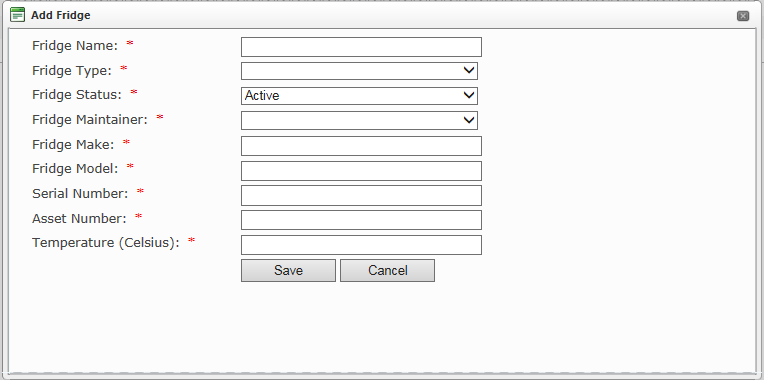 Add Fridge
Fridge Name: *
Fridge Type: *
Fridge Status: * Active
Fridge Maintainer: *
Fridge Make: *
Fridge Model: *
Serial Number: *
Asset Number: *
Temperature (Celsius): *
Save Cancel